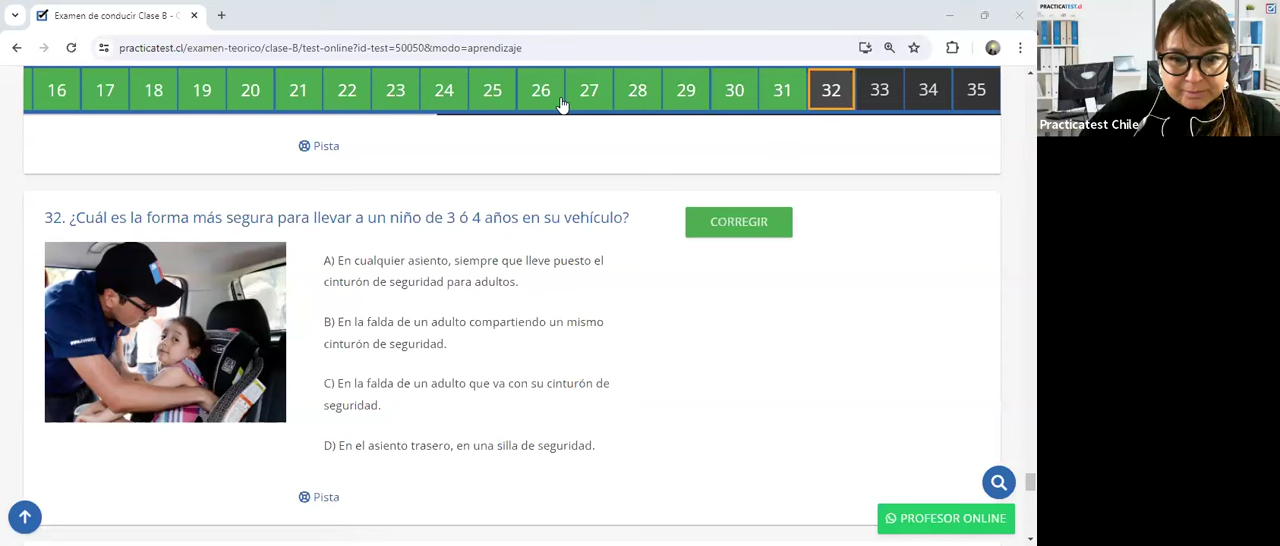 Examen de conducir Clase B - C
practicatest.cl/examen-teorico/clase-B/test-online?id-test=50050&modo=aprendizaje
16 17 18 19 20 21 22 23 24 25 26 27 28 29 30 31 32 33 34 35
Pista
32. ¿Cuál es la forma más segura para llevar a un niño de 3 ó 4 años en su vehículo?
CORREGIR
A) En cualquier asiento, siempre que lleve puesto el
cinturón de seguridad para adultos.
B) En la falda de un adulto compartiendo un mismo
cinturón de seguridad.
C) En la falda de un adulto que va con su cinturón de
seguridad.
D) En el asiento trasero, en una silla de seguridad.
Pista
PROFESOR ONLINE
PRACTICATEST.cl
Practicatest Chile